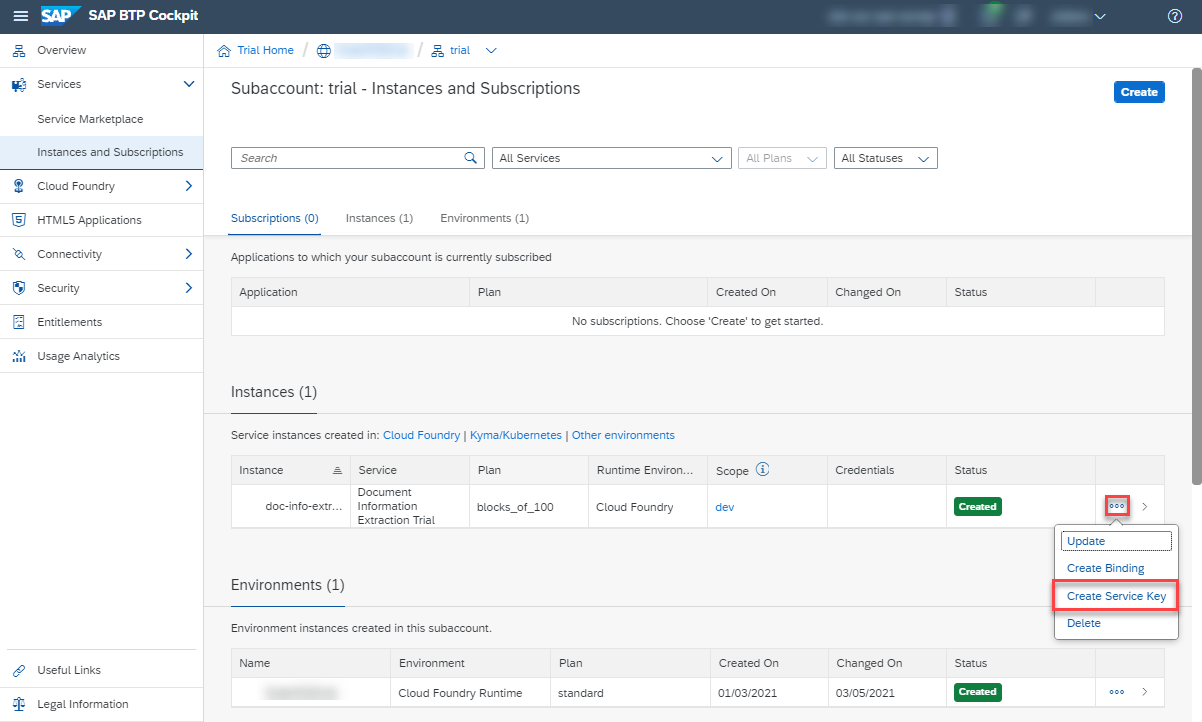 SAP SAP BTP Cockpit
Overview
Services
Service Marketplace
Instances and Subscriptions
Cloud Foundry
HTML5 Applications
Connectivity
Security
Entitlements
Usage Analytics
Useful Links
Legal Information
Trial Home / / trial
Subaccount: trial - Instances and Subscriptions
Create
Search All Services All Plans All Statuses
Subscriptions (0) Instances (1) Environments (1)
Applications to which your subaccount is currently subscribed
Application Plan Created On Changed On Status
No subscriptions. Choose 'Create' to get started.
Instances (1)
Service instances created in: Cloud Foundry | Kyma/Kubernetes | Other environments
Instance Service Plan Runtime Environ... Scope Credentials Status
doc-info-extr... Document
Information
Extraction Trial
blocks_of_100 Cloud Foundry dev Created
Update
Create Binding
Create Service Key
Delete
Environments (1)
Environment instances created in this subaccount.
Name Environment Plan Created On Changed On Status
Cloud Foundry Runtime standard 01/03/2021 03/05/2021 Created